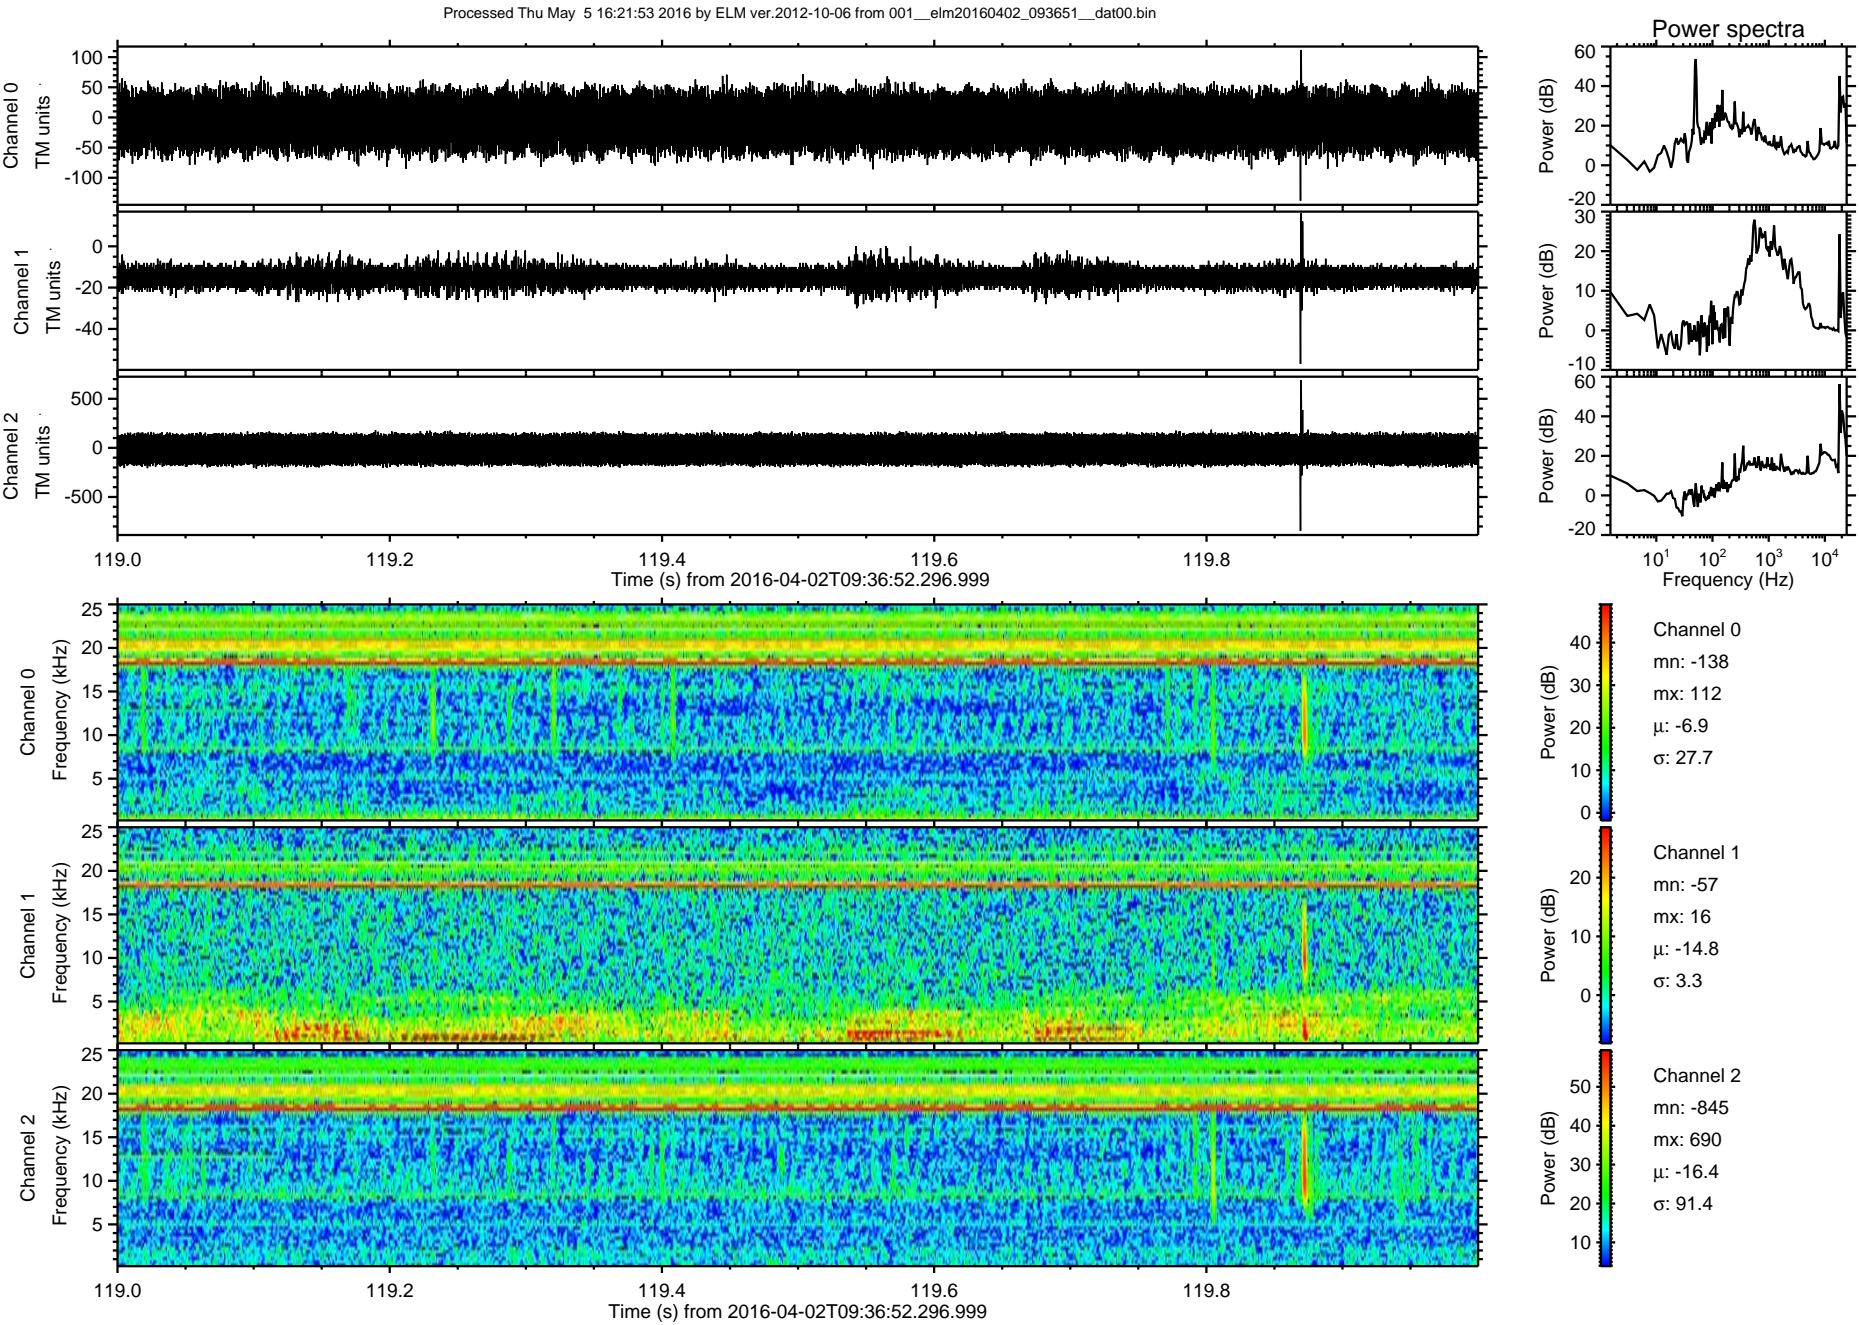 Processed Thu May  5 16:21:53 2016 by ELM ver.2012-10-06 from 001__elm20160402_093651__dat00.bin
Power spectra
Channel 0
TM units
100
50
0
-50
-100
Power (dB)
60
40
20
0
-20
Channel 1
TM units
0
-20
-40
Power (dB)
30
20
10
0
-10
Channel 2
TM units
500
0
-500
Power (dB)
60
40
20
0
-20
119.0 119.2 119.4 119.6 119.8
Time (s) from 2016-04-02T09:36:52.296.999
10^1 10^2 10^3 10^4
Frequency (Hz)
Channel 0
Frequency (kHz)
25
20
15
10
5
Power (dB)
40
30
20
10
0
Channel 0
mn: -138
mx: 112
μ: -6.9
σ: 27.7
Channel 1
Frequency (kHz)
25
20
15
10
5
Power (dB)
20
10
0
Channel 1
mn: -57
mx: 16
μ: -14.8
σ: 3.3
Channel 2
Frequency (kHz)
25
20
15
10
5
Power (dB)
50
40
30
20
10
Channel 2
mn: -845
mx: 690
μ: -16.4
σ: 91.4
119.0 119.2 119.4 119.6 119.8
Time (s) from 2016-04-02T09:36:52.296.999